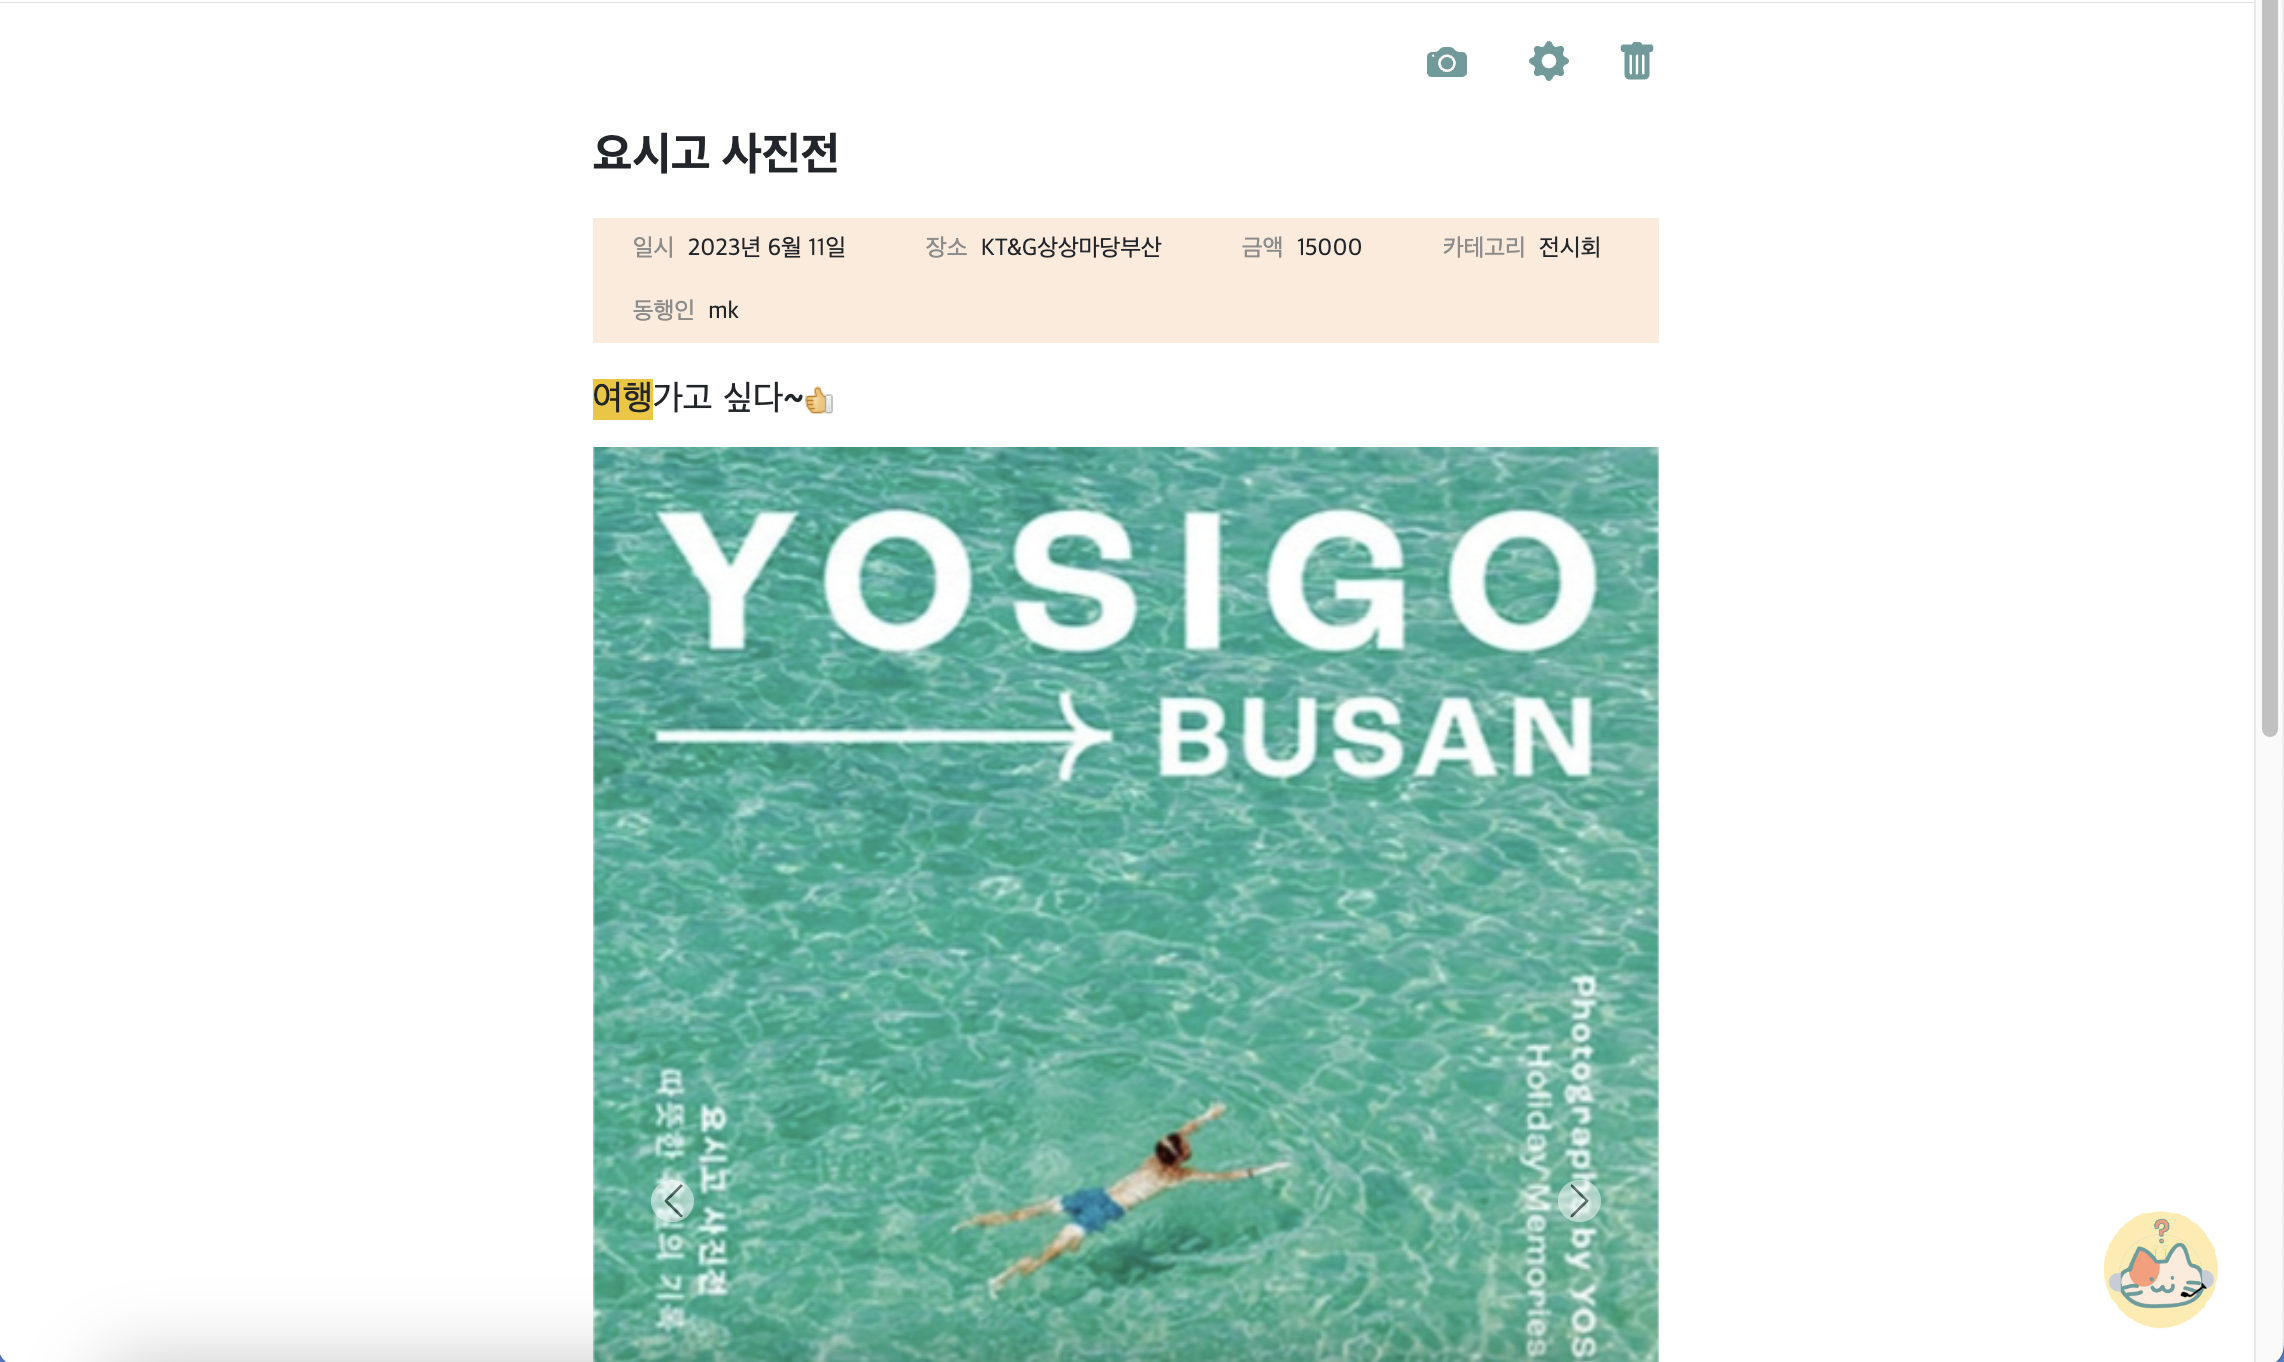 요시고 사진전
일시 2023년 6월 11일 장소 KT&G상상마당부산 금액 15000 카테고리 전시회
동행인 mk
여행가고 싶다~👍
YOSIGO
BUSAN
Photography by YOS
Holiday Memories
요시고 사진전
따뜻한 의 기록
?